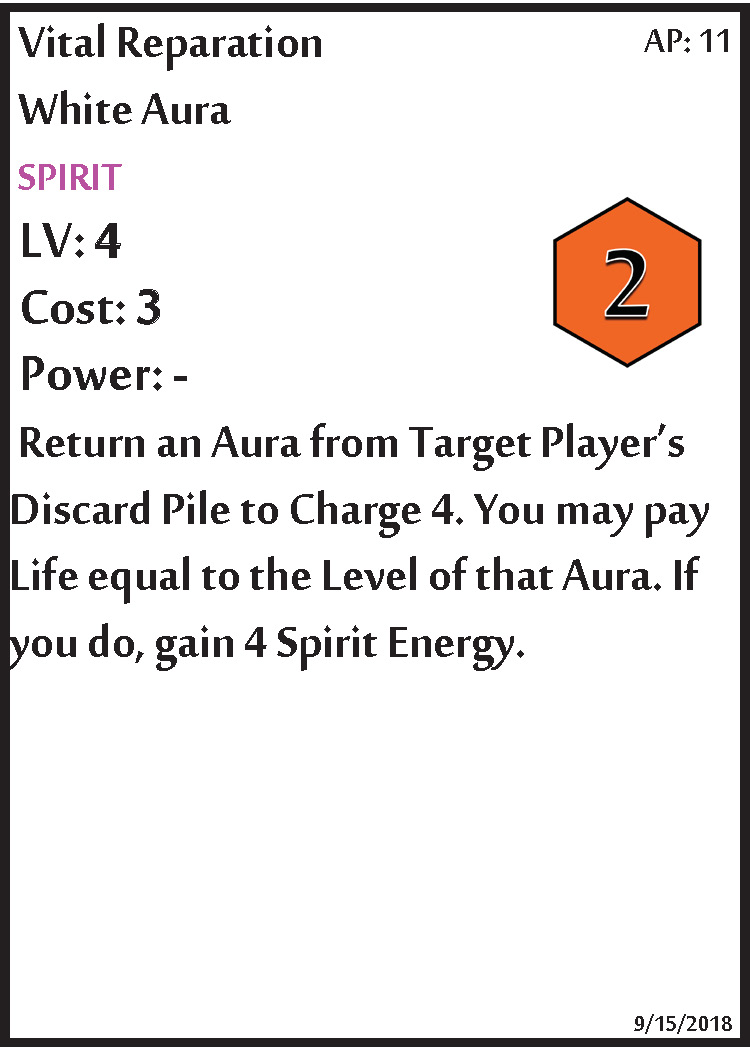 Vital Reparation
AP: 11
White Aura
SPIRIT
LV: 4
Cost: 3
2
Power: -
Return an Aura from Target Player's
Discard Pile to Charge 4. You may pay
Life equal to the Level of that Aura. If
you do, gain 4 Spirit Energy.
9/15/2018